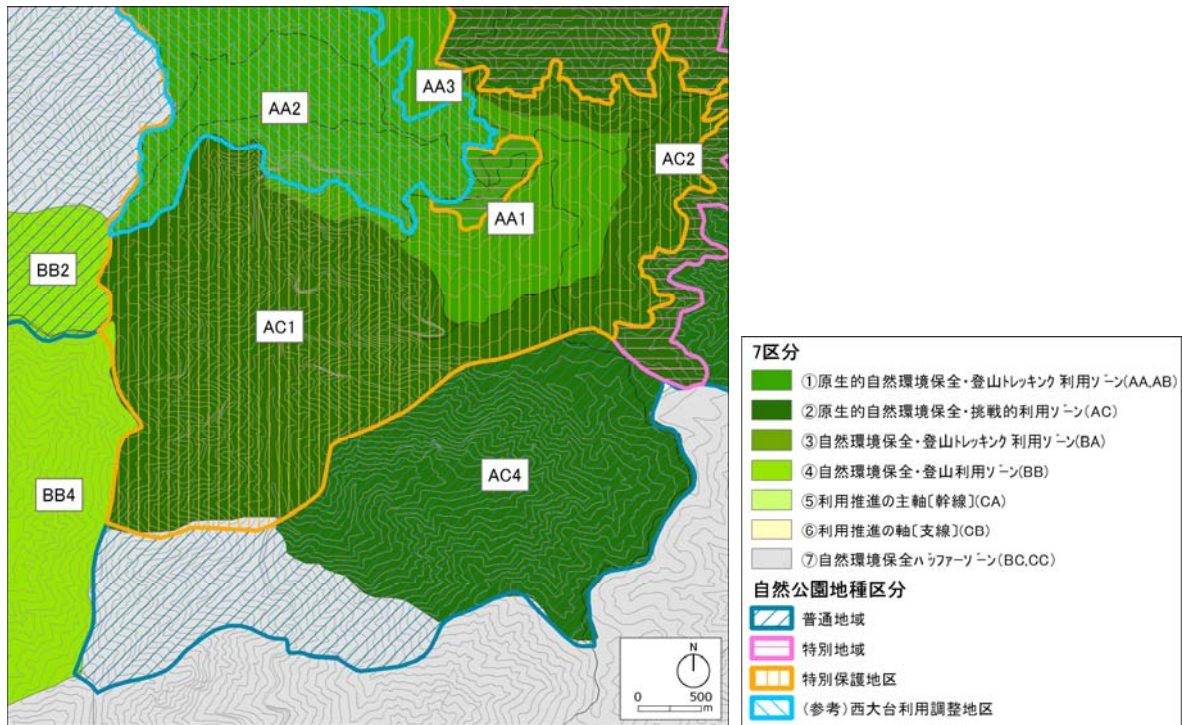 AA3
AA2
AC2
AA1
BB2
AC1
AC4
BB4
N
0 500
m
7区分
①原生的自然環境保全・登山トレッキング 利用ゾーン(AA,AB)
②原生的自然環境保全・挑戦的利用ゾーン(AC)
③自然環境保全・登山トレッキング 利用ゾーン(BA)
④自然環境保全・登山利用ゾーン(BB)
⑤利用推進の主軸〔幹線〕(CA)
⑥利用推進の軸〔支線〕(CB)
⑦自然環境保全バッファーゾーン(BC,CC)
自然公園地種区分
普通地域
特別地域
特別保護地区
(参考)西大台利用調整地区